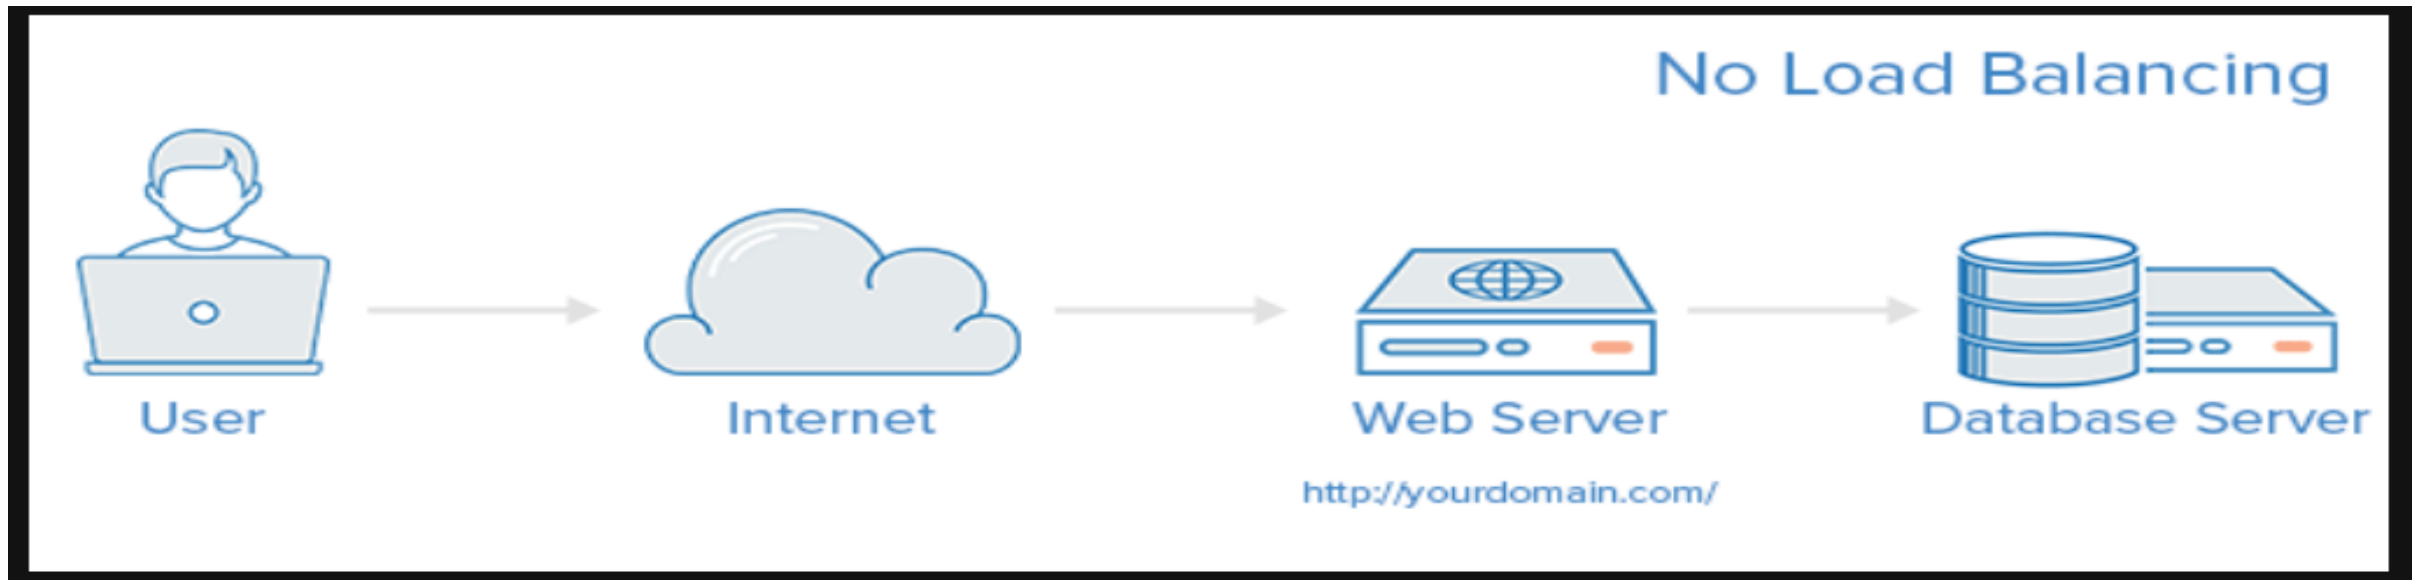 No Load Balancing
User
Internet
Web Server
Database Server
http://yourdomain.com/